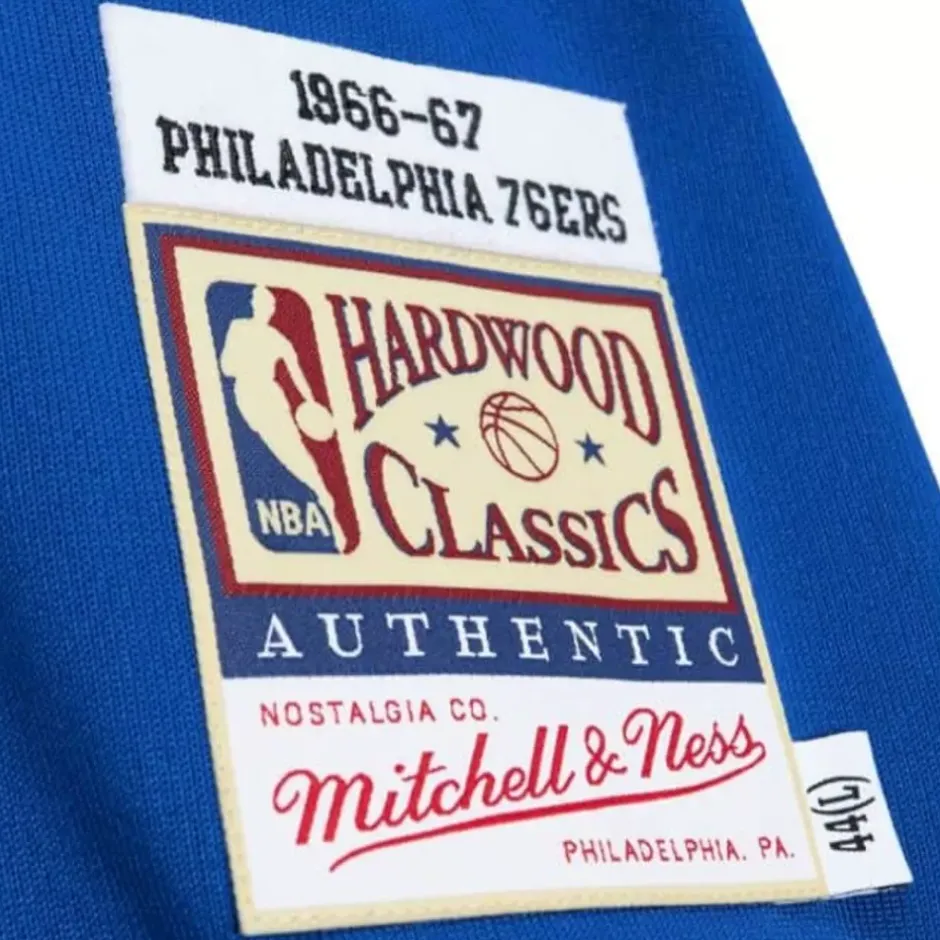 1966-67
PHILADELPHIA 76ERS
HARDWOOD
CLASSICS
NBA
AUTHENTIC
NOSTALGIA CO.
Mitchell & Ness
PHILADELPHIA. PA.
44(L)